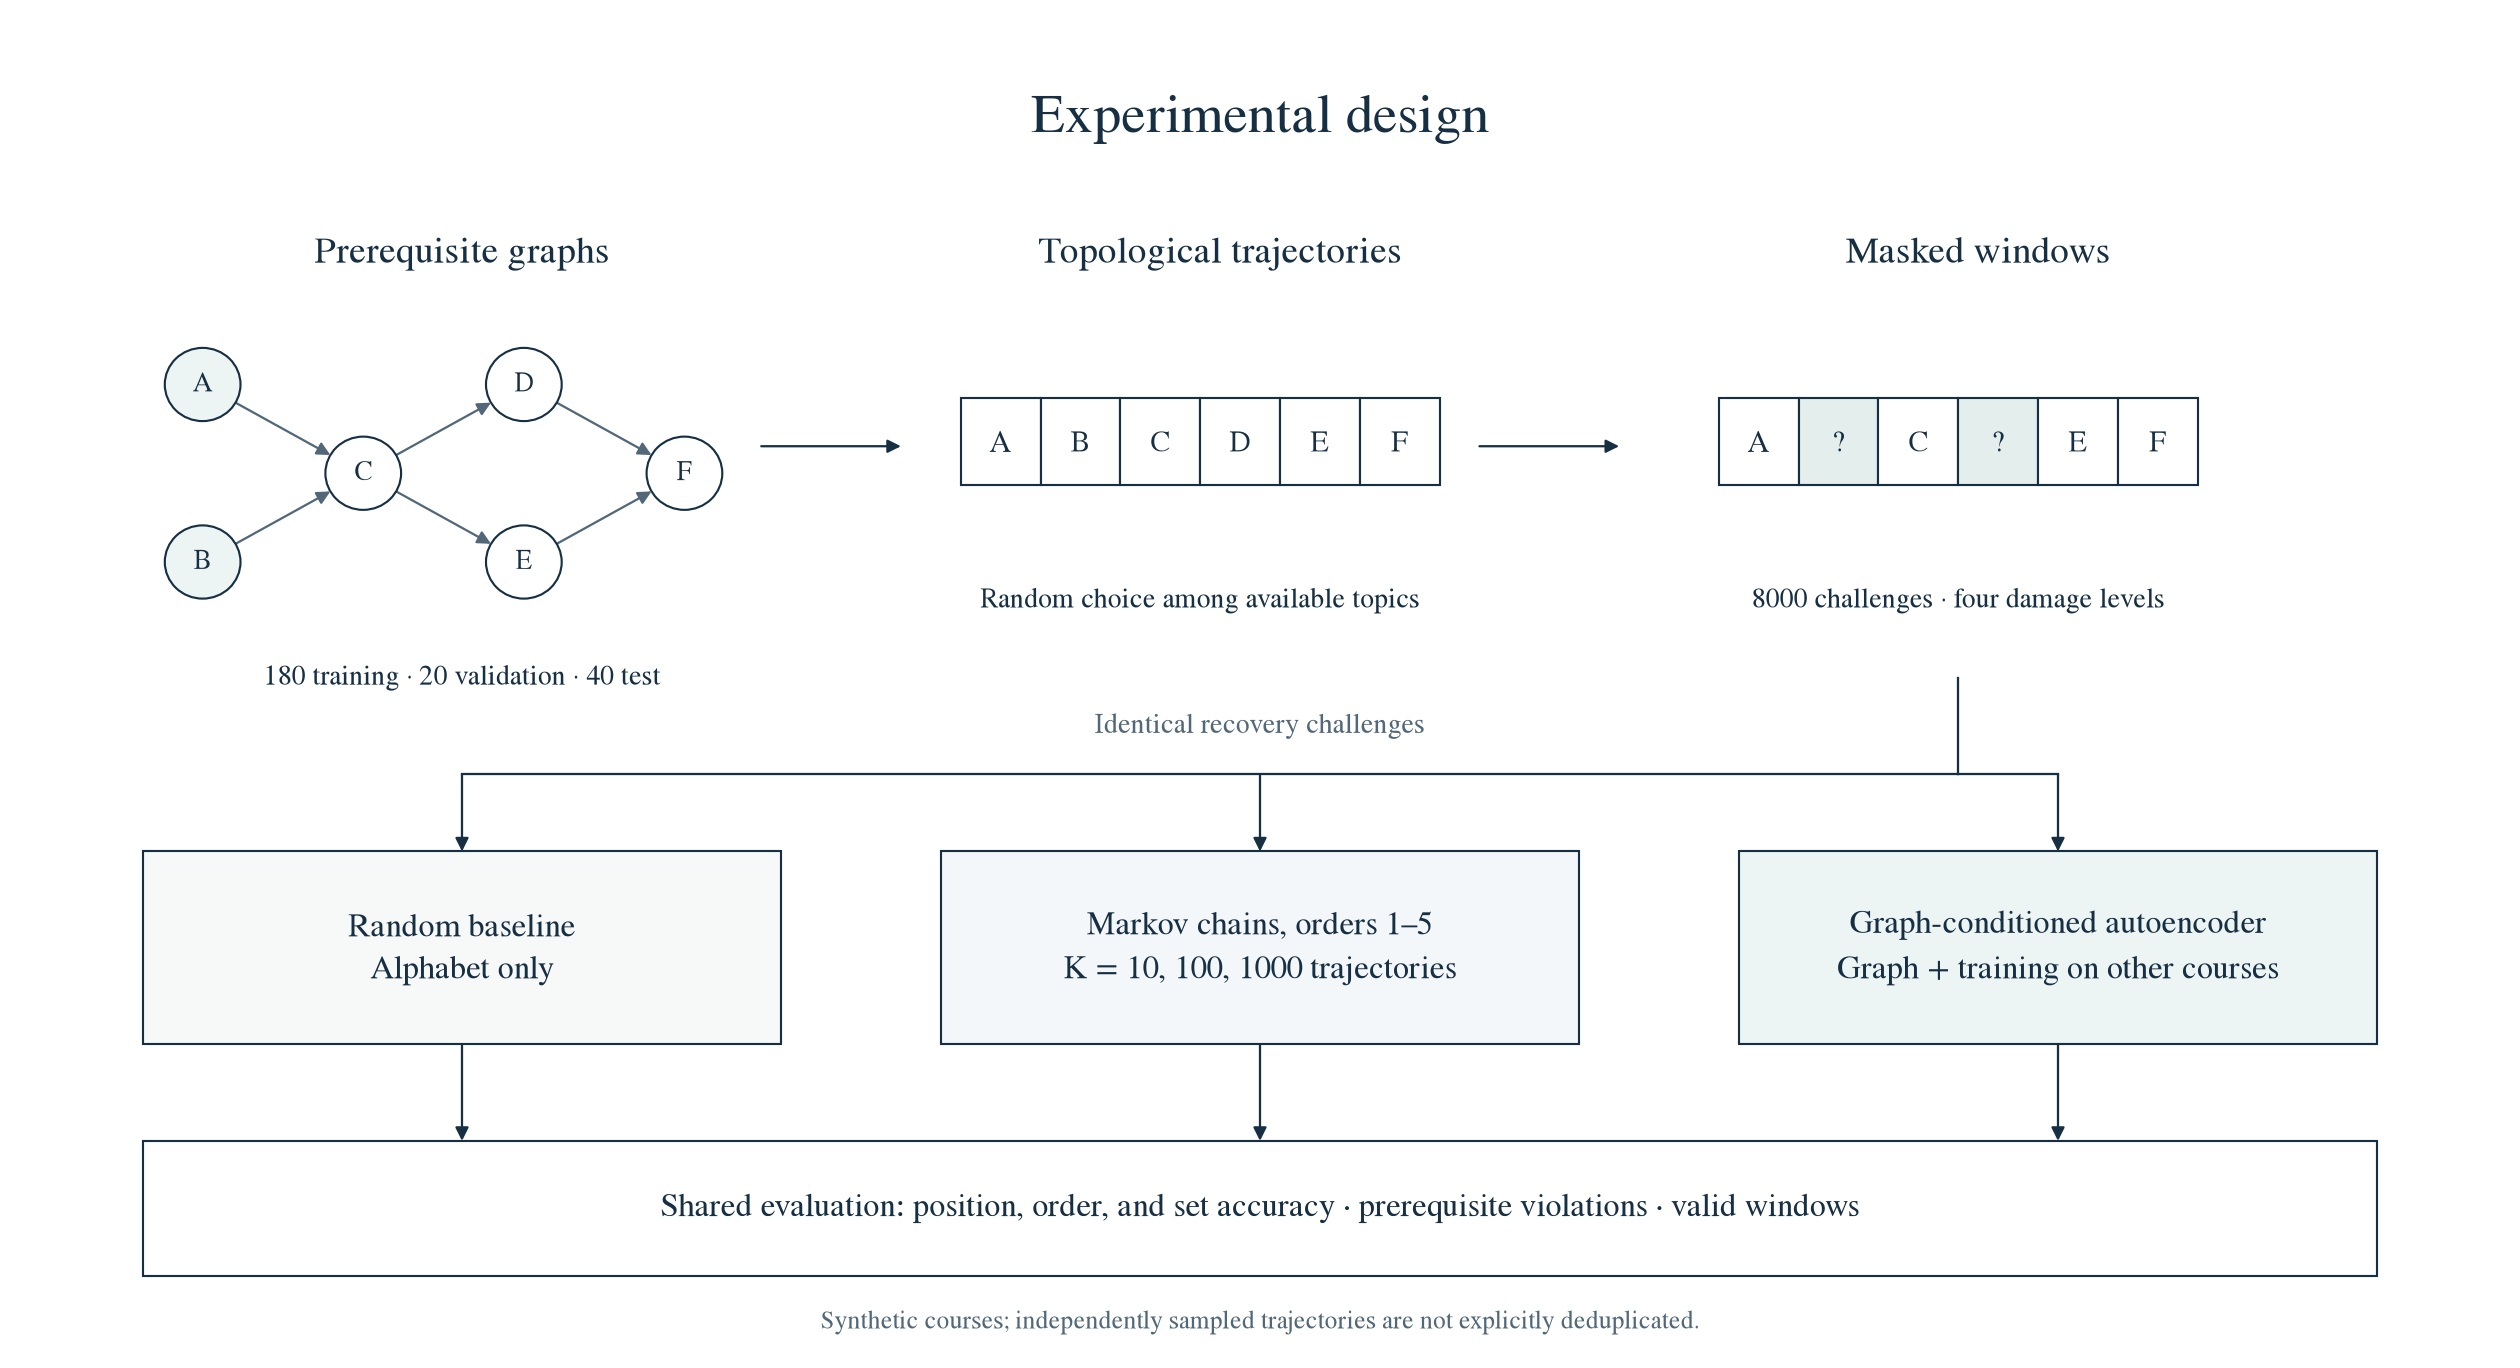 Experimental design
Prerequisite graphs
Topological trajectories
Masked windows
A
D
C
F
B
E
A B C D E F
A ? C ? E F
Random choice among available topics
8000 challenges · four damage levels
180 training · 20 validation · 40 test
Identical recovery challenges
Random baseline
Alphabet only
Markov chains, orders 1–5
K = 10, 100, 1000 trajectories
Graph-conditioned autoencoder
Graph + training on other courses
Shared evaluation: position, order, and set accuracy · prerequisite violations · valid windows
Synthetic courses; independently sampled trajectories are not explicitly deduplicated.